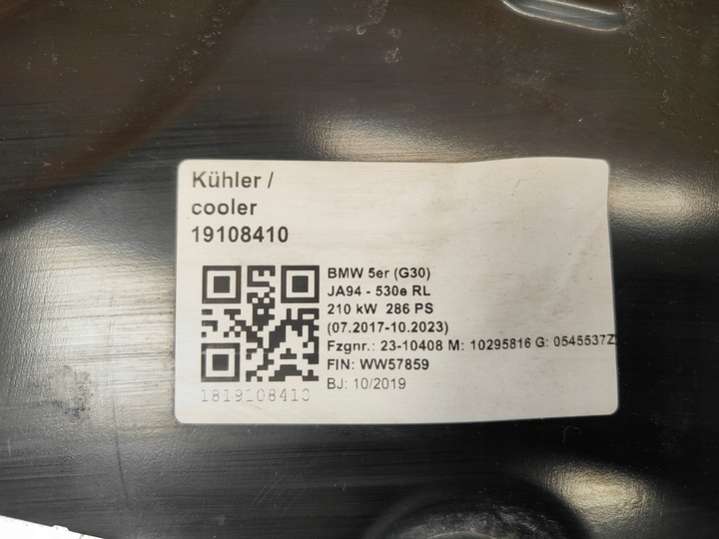 Kühler /
cooler
19108410
BMW 5er (G30)
JA94 - 530e RL
210 kW 286 PS
(07.2017-10.2023)
Fzgnr.: 23-10408 M: 10295816 G: 0545537Z
FIN: WW57859
BJ: 10/2019
1819108410